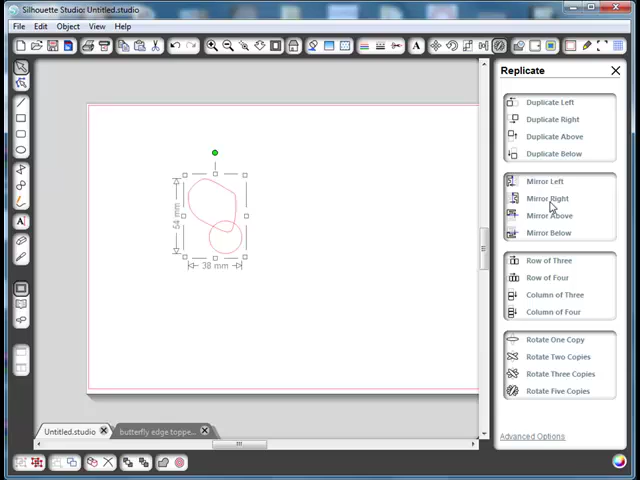 Silhouette Studio: Untitled.studio
File Edit Object View Help
Replicate
Duplicate Left
Duplicate Right
Duplicate Above
Duplicate Below
Mirror Left
Mirror Right
Mirror Above
Mirror Below
Row of Three
Row of Four
Column of Three
Column of Four
Rotate One Copy
Rotate Two Copies
Rotate Three Copies
Rotate Five Copies
Advanced Options
54 mm
38 mm
Untitled.studio
butterfly edge toppe...